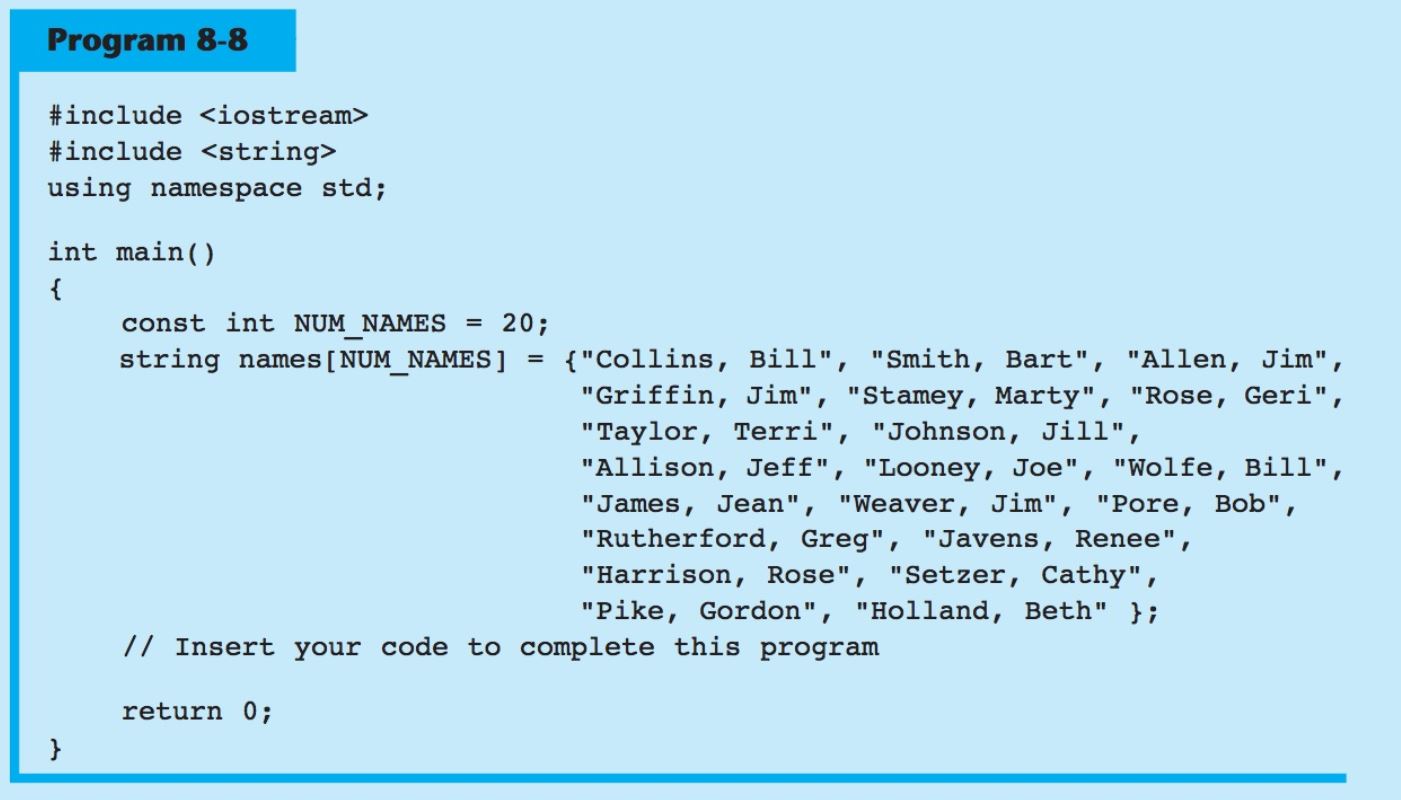 Program 8-8
#include <iostream>
#include <string>
using namespace std;
int main()
{
const int NUM_NAMES = 20;
string names[NUM_NAMES] = {"Collins, Bill", "Smith, Bart", "Allen, Jim",
"Griffin, Jim", "Stamey, Marty", "Rose, Geri",
"Taylor, Terri", "Johnson, Jill",
"Allison, Jeff", "Looney, Joe", "Wolfe, Bill",
"James, Jean", "Weaver, Jim", "Pore, Bob",
"Rutherford, Greg", "Javens, Renee",
"Harrison, Rose", "Setzer, Cathy",
"Pike, Gordon", "Holland, Beth" };
// Insert your code to complete this program
return 0;
}